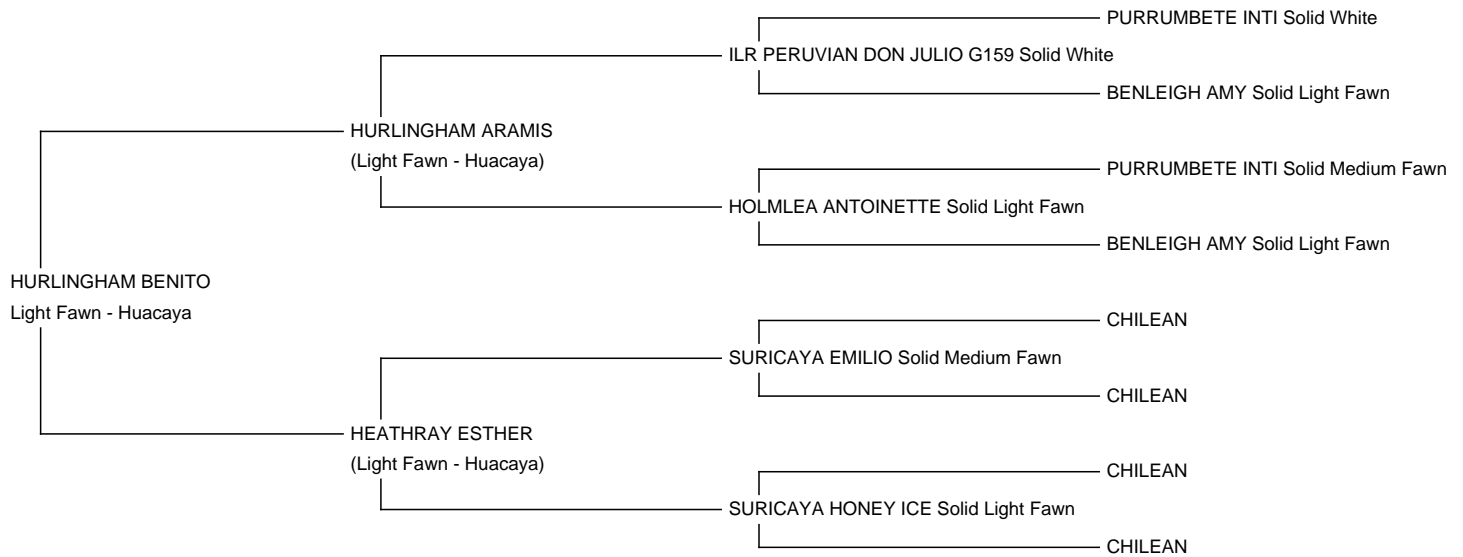 PURRUMBETE INTI Solid White
ILR PERUVIAN DON JULIO G159 Solid White
BENLEIGH AMY Solid Light Fawn
HURLINGHAM ARAMIS
(Light Fawn - Huacaya)
PURRUMBETE INTI Solid Medium Fawn
HOLMLEA ANTOINETTE Solid Light Fawn
BENLEIGH AMY Solid Light Fawn
HURLINGHAM BENITO
Light Fawn - Huacaya
CHILEAN
SURICAYA EMILIO Solid Medium Fawn
CHILEAN
HEATHRAY ESTHER
(Light Fawn - Huacaya)
CHILEAN
SURICAYA HONEY ICE Solid Light Fawn
CHILEAN